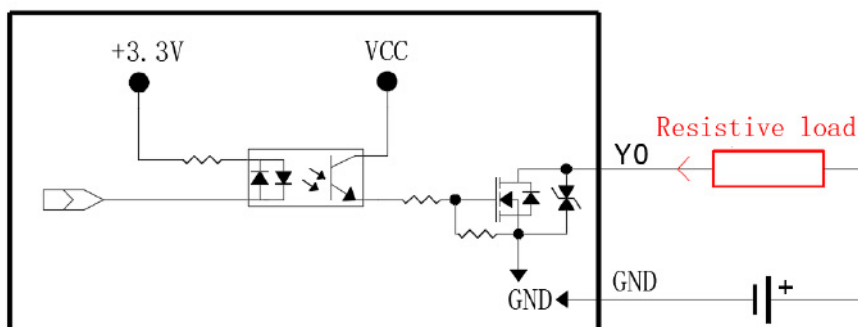 +3.3V
VCC
Resistive load
Y0
GND
GND
+